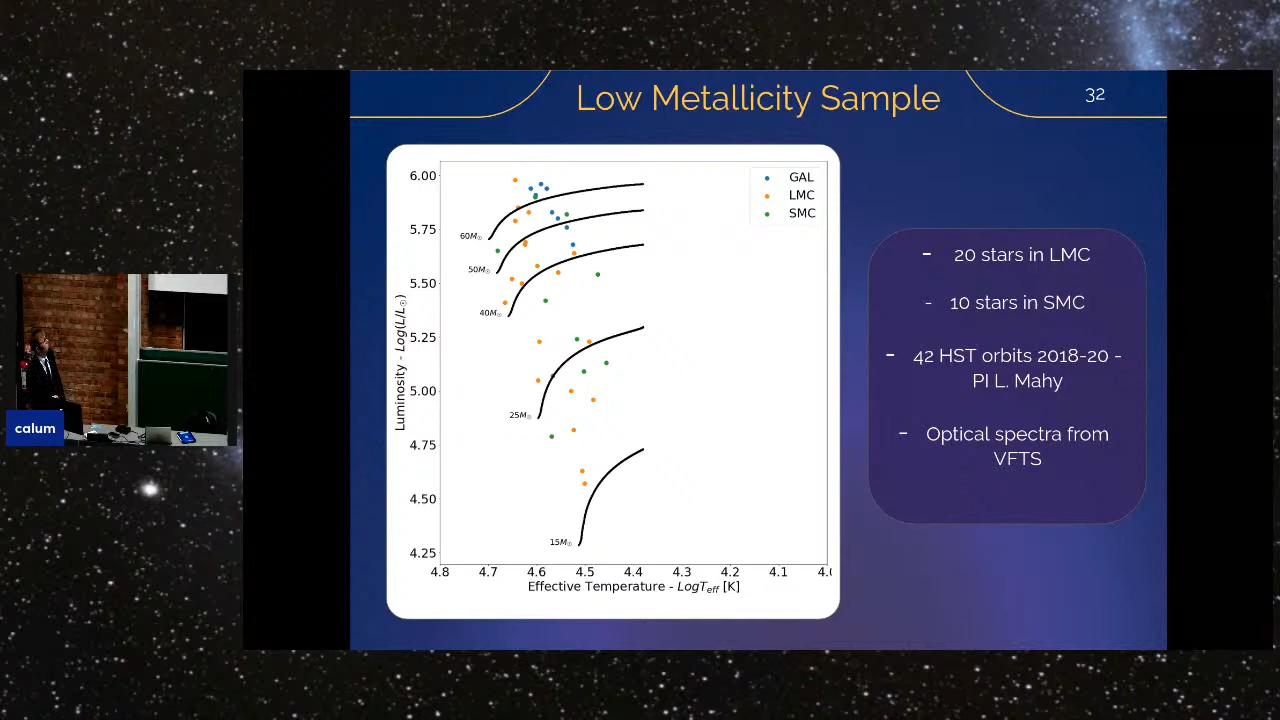 Low Metallicity Sample
32
6.00
5.75
5.50
5.25
5.00
4.75
4.50
4.25
Luminosity - Log(L/L☉)
GAL
LMC
SMC
60M☉
50M☉
40M☉
25M☉
15M☉
4.8 4.7 4.6 4.5 4.4 4.3 4.2 4.1 4.0
Effective Temperature - LogTeff [K]
- 20 stars in LMC
- 10 stars in SMC
- 42 HST orbits 2018-20 -
PI L. Mahy
- Optical spectra from
VFTS
calum